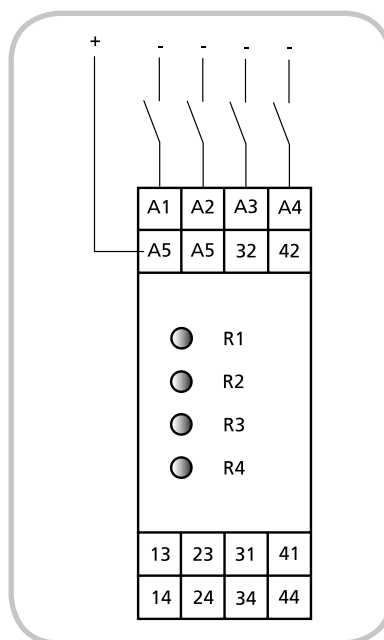 + - - - -
A1 A2 A3 A4
A5 A5 32 42
R1
R2
R3
R4
13 23 31 41
14 24 34 44